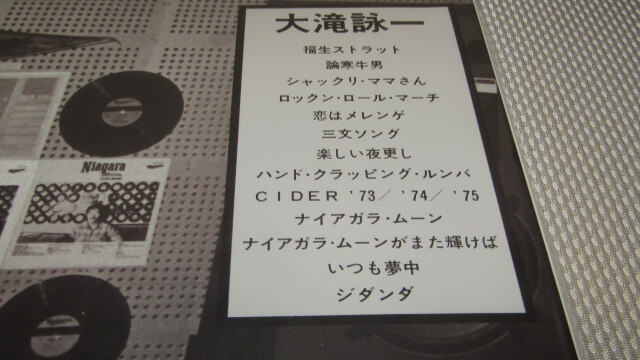 大滝詠一
福生ストラット
論寒牛男
シャックリ・ママさん
ロックン・ロール・マーチ
恋はメレンゲ
三文ソング
楽しい夜更し
ハンド・クラッピング・ルンバ
CIDER '73／'74／'75
ナイアガラ・ムーン
ナイアガラ・ムーンがまた輝けば
いつも夢中
ジダンダ
Niagara